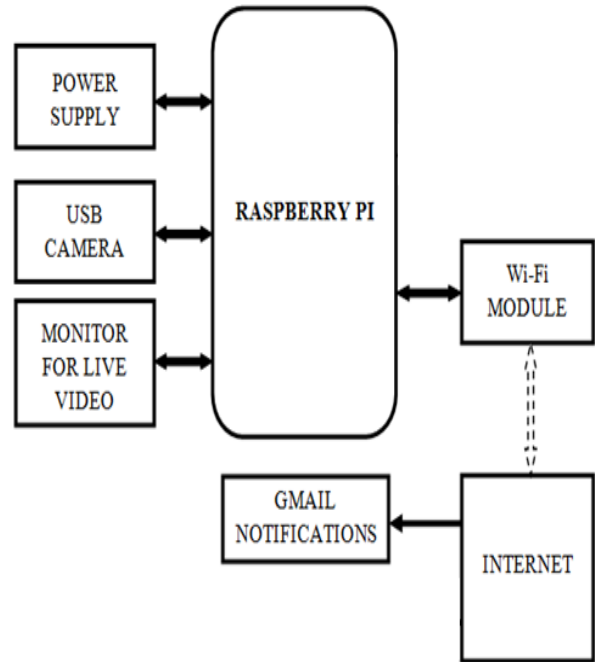 POWER
SUPPLY
USB
CAMERA
MONITOR
FOR LIVE
VIDEO
RASPBERRY PI
Wi-Fi
MODULE
GMAIL
NOTIFICATIONS
INTERNET